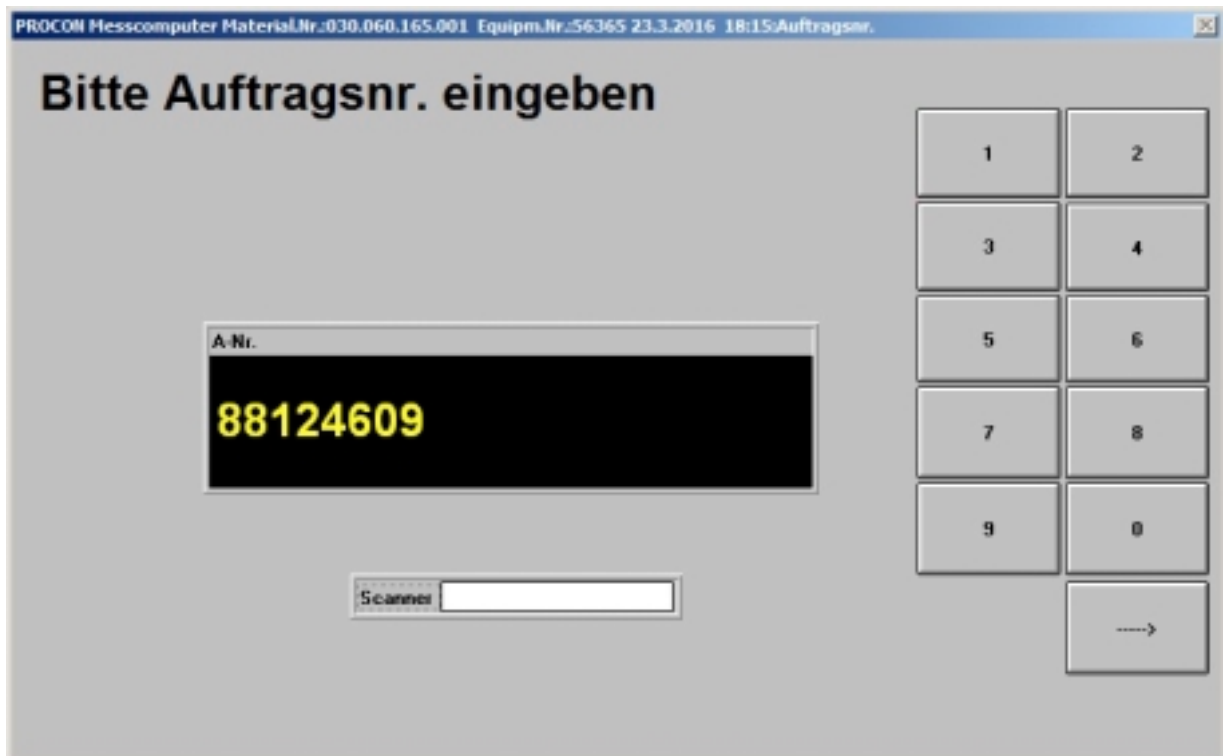 PROCON Messcomputer Material.Nr.:030.060.165.001 Equipm.Nr.:56365 23.3.2016 18:15:Auftragsnr.
Bitte Auftragsnr. eingeben
1 2
3 4
A-Nr.
5 6
88124609
7 8
9 0
Scanner
----->